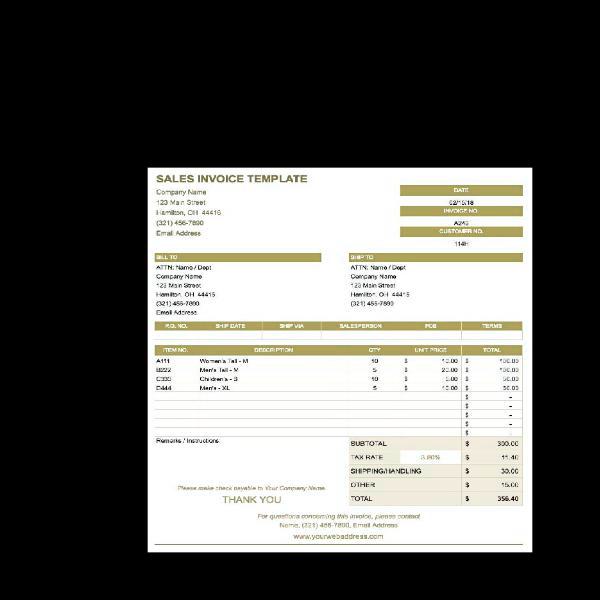 SALES INVOICE TEMPLATE
Company Name
123 Main Street
Hamilton, OH 44416
(321) 456-7890
Email Address
DATE
02/15/18
INVOICE NO.
A246
CUSTOMER NO.
114H
BILL TO
ATTN: Name / Dept
Company Name
123 Main Street
Hamilton, OH 44416
(321) 456-7890
Email Address
SHIP TO
ATTN: Name / Dept
Company Name
123 Main Street
Hamilton, OH 44416
(321) 456-7890
P.O. NO. SHIP DATE SHIP VIA SALESPERSON FOB TERMS
ITEM NO. DESCRIPTION QTY UNIT PRICE TOTAL
A111 Women's Tall - M 10 $ 10.00 $ 100.00
B222 Men's Tall - M 5 $ 20.00 $ 100.00
C333 Children's - S 10 $ 5.00 $ 50.00
D444 Men's - XL 5 $ 10.00 $ 50.00
$ -
$ -
$ -
$ -
$ -
Remarks / Instructions:
SUBTOTAL $ 300.00
TAX RATE 3.80% $ 11.40
SHIPPING/HANDLING $ 30.00
OTHER $ 15.00
TOTAL $ 356.40
Please make check payable to Your Company Name.
THANK YOU
For questions concerning this invoice, please contact
Name, (321) 456-7890, Email Address
www.yourwebaddress.com